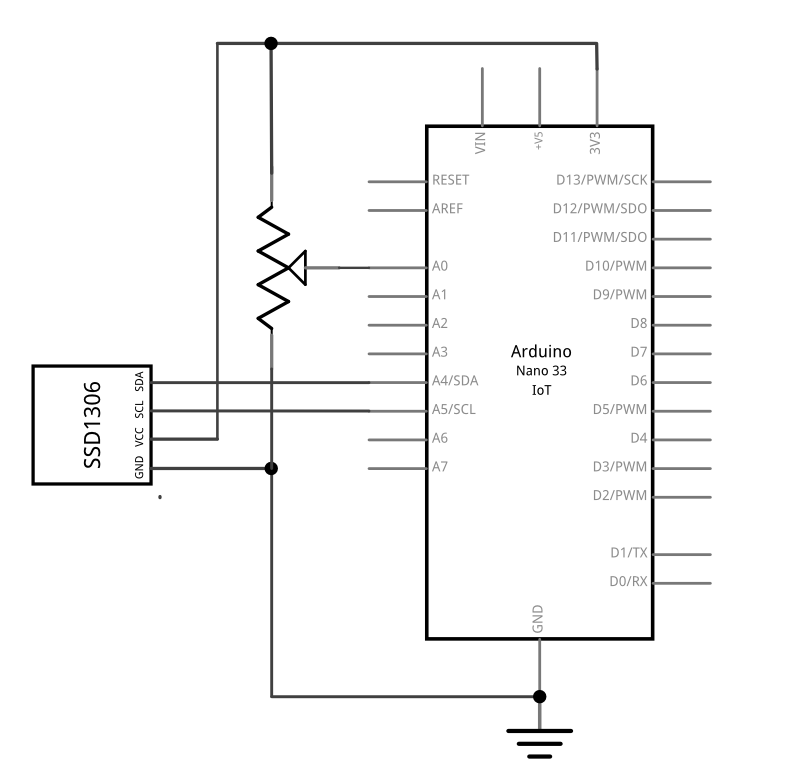 VIN
+V5
3V3
RESET
AREF
A0
A1
A2
A3
A4/SDA
A5/SCL
A6
A7
D13/PWM/SCK
D12/PWM/SDO
D11/PWM/SDO
D10/PWM
D9/PWM
D8
D7
D6
D5/PWM
D4
D3/PWM
D2/PWM
D1/TX
D0/RX
Arduino
Nano 33
IoT
GND
SSD1306
SDA
SCL
VCC
GND